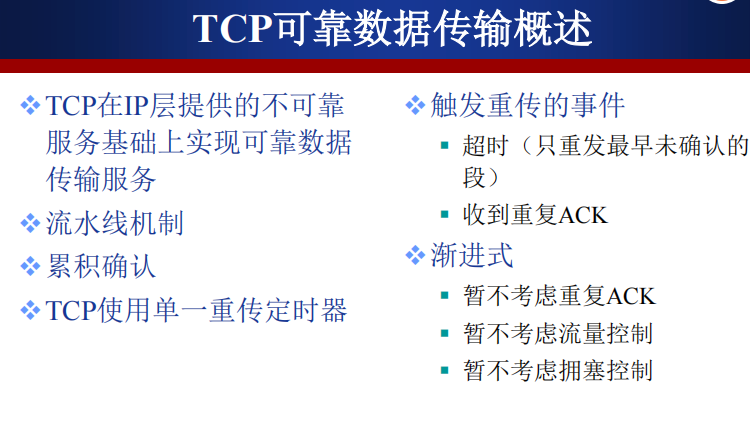 TCP可靠数据传输概述
TCP在IP层提供的不可靠
服务基础上实现可靠数据
传输服务
流水线机制
累积确认
TCP使用单一重传定时器
触发重传的事件
超时（只重发最早未确认的
段）
收到重复ACK
渐进式
暂不考虑重复ACK
暂不考虑流量控制
暂不考虑拥塞控制